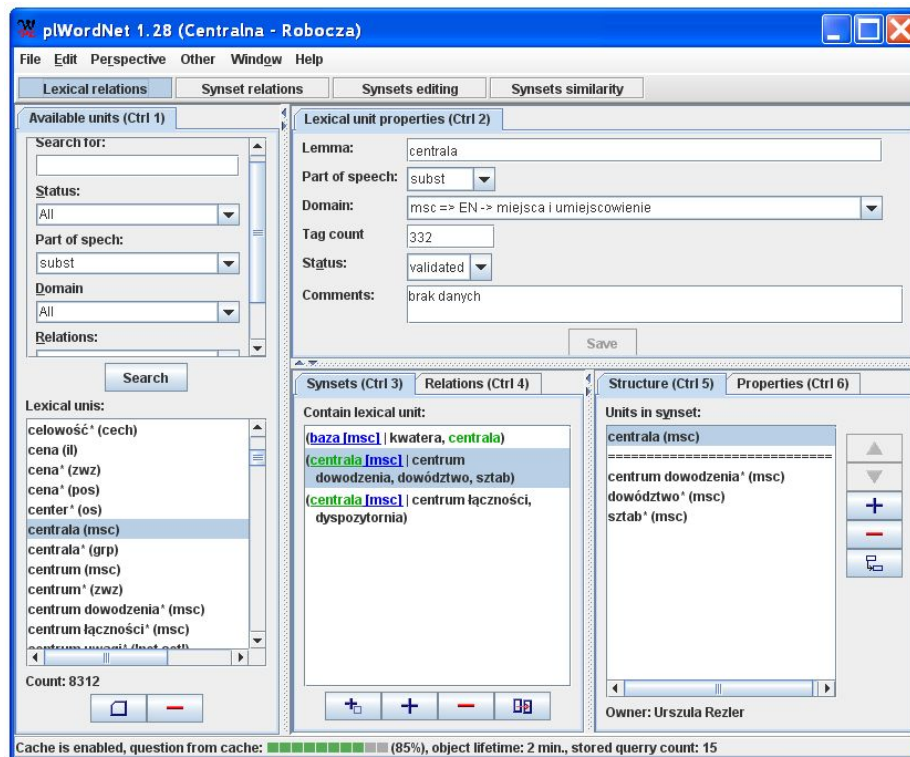 plWordNet 1.28 (Centralna - Robocza)
File Edit Perspective Other Window Help
Lexical relations Synset relations Synsets editing Synsets similarity
Available units (Ctrl 1)
Search for:
Status:
All
Part of spech:
subst
Domain
All
Relations:
Search
Lexical unis:
celowość* (cech)
cena (il)
cena* (zwz)
cena* (pos)
center* (os)
centrala (msc)
centrala* (grp)
centrum (msc)
centrum* (zwz)
centrum dowodzenia* (msc)
centrum łączności* (msc)
centrum uwagi*
Count: 8312
Lexical unit properties (Ctrl 2)
Lemma: centrala
Part of speech: subst
Domain: msc => EN -> miejsca i umiejscowienie
Tag count 332
Status: validated
Comments: brak danych
Save
Synsets (Ctrl 3) Relations (Ctrl 4)
Contain lexical unit:
(baza [msc] | kwatera, centrala)
(centrala [msc] | centrum
dowodzenia, dowództwo, sztab)
(centrala [msc] | centrum łączności,
dyspozytornia)
Structure (Ctrl 5) Properties (Ctrl 6)
Units in synset:
centrala (msc)
==============================
centrum dowodzenia* (msc)
dowództwo* (msc)
sztab* (msc)
Owner: Urszula Rezler
Cache is enabled, question from cache: (85%), object lifetime: 2 min., stored querry count: 15